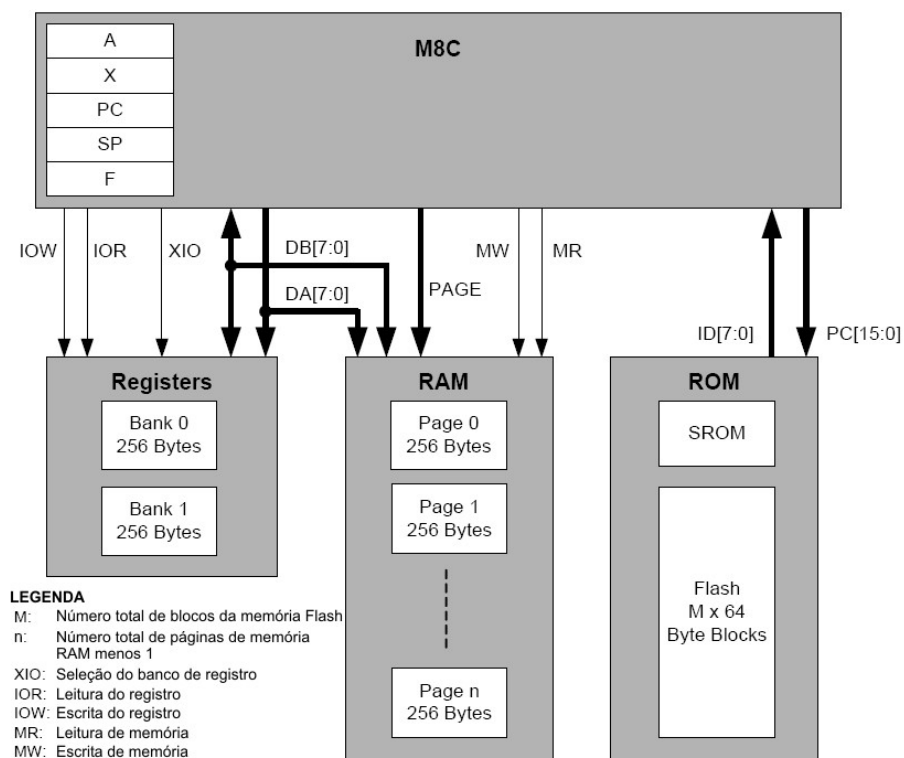 M8C
A
X
PC
SP
F
IOW
IOR
XIO
DB[7:0]
DA[7:0]
PAGE
MW
MR
ID[7:0]
PC[15:0]
Registers
Bank 0
256 Bytes
Bank 1
256 Bytes
RAM
Page 0
256 Bytes
Page 1
256 Bytes
Page n
256 Bytes
ROM
SROM
Flash
M x 64
Byte Blocks
LEGENDA
M: Número total de blocos da memória Flash
n: Número total de páginas de memória
RAM menos 1
XIO: Seleção do banco de registro
IOR: Leitura do registro
IOW: Escrita do registro
MR: Leitura de memória
MW: Escrita de memória